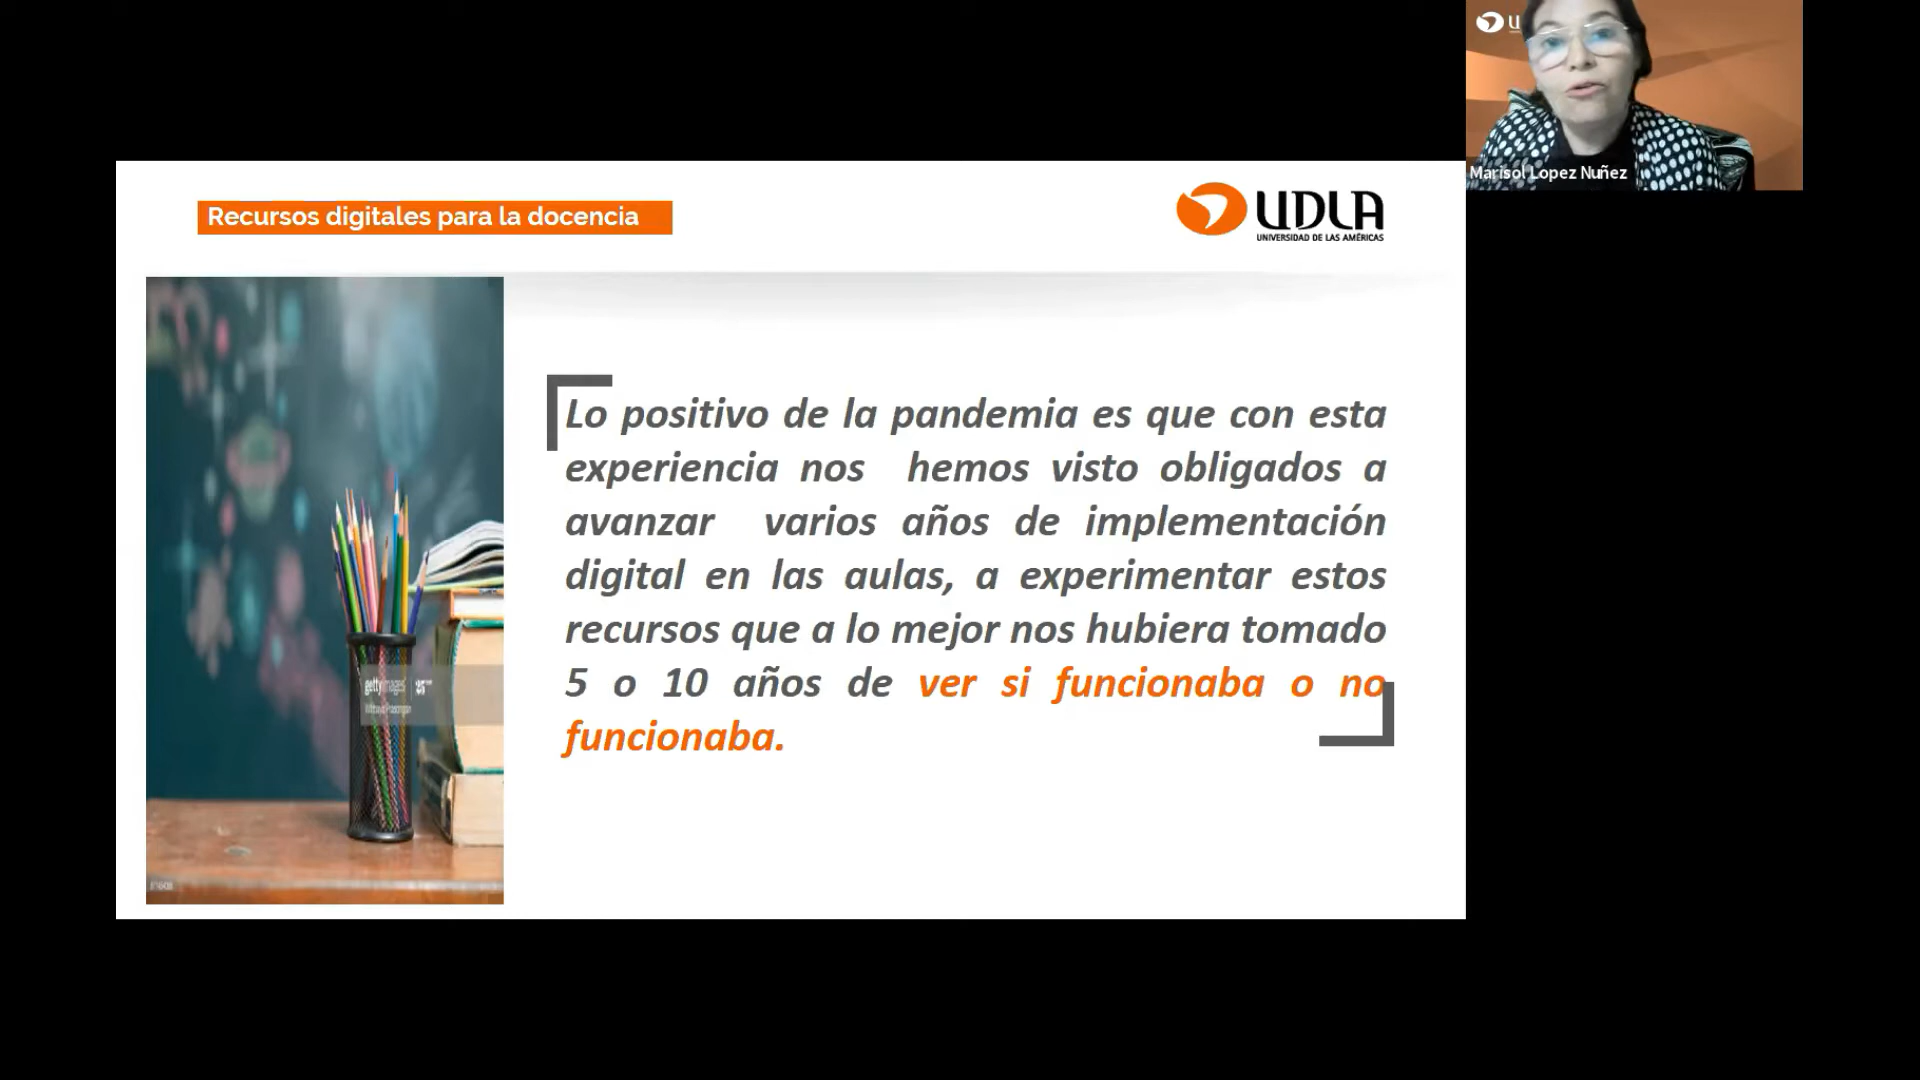 U
Marisol Lopez Nuñez
Recursos digitales para la docencia
UDLA
UNIVERSIDAD DE LAS AMÉRICAS
Lo positivo de la pandemia es que con esta
experiencia nos hemos visto obligados a
avanzar varios años de implementación
digital en las aulas, a experimentar estos
recursos que a lo mejor nos hubiera tomado
5 o 10 años de ver si funcionaba o no
funcionaba.
gettyimages